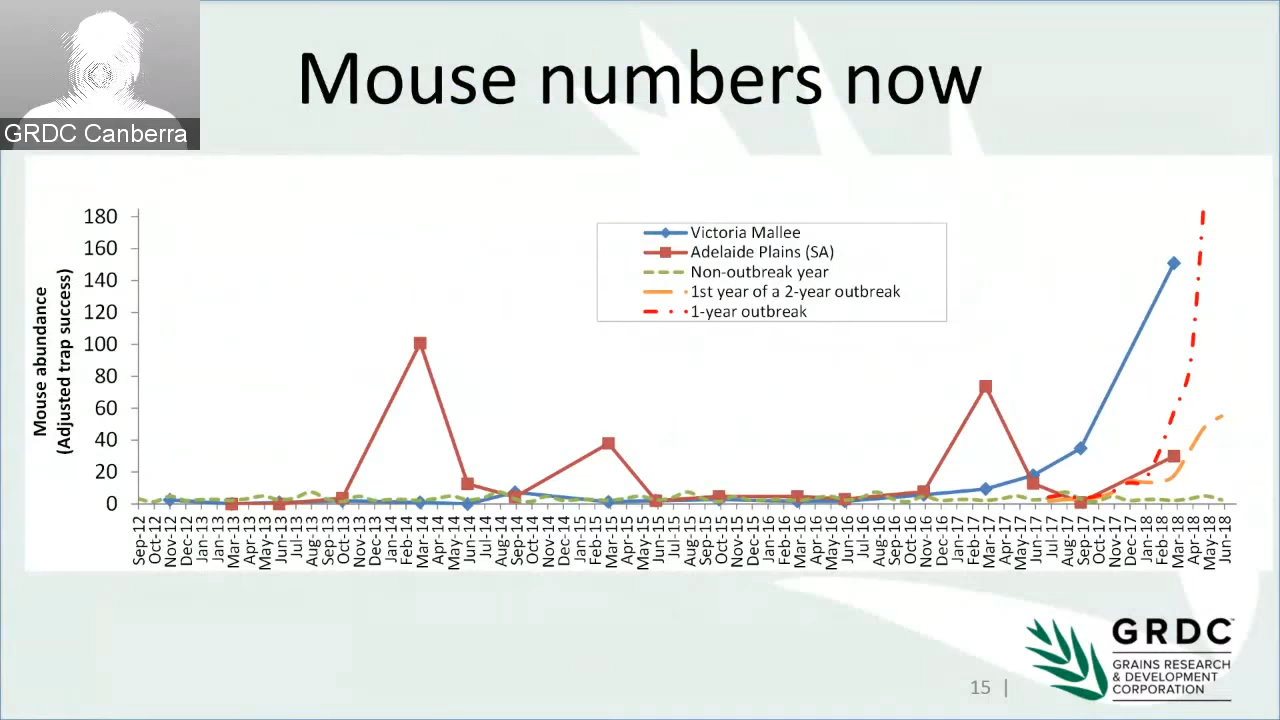 GRDC Canberra
Mouse numbers now
Mouse abundance
(Adjusted trap success)
180
160
140
120
100
80
60
40
20
0
Victoria Mallee
Adelaide Plains (SA)
Non-outbreak year
1st year of a 2-year outbreak
1-year outbreak
Sep-12
Oct-12
Nov-12
Dec-12
Jan-13
Jan-13
Mar-13
Apr-13
May-13
Jun-13
Jul-13
Aug-13
Sep-13
Oct-13
Nov-13
Dec-13
Jan-14
Feb-14
Mar-14
Apr-14
May-14
Jun-14
Jul-14
Aug-14
Sep-14
Oct-14
Nov-14
Dec-14
Jan-15
Feb-15
Mar-15
Apr-15
May-15
Jun-15
Jul-15
Aug-15
Sep-15
Oct-15
Nov-15
Dec-15
Jan-16
Feb-16
Mar-16
Apr-16
May-16
Jun-16
Jul-16
Aug-16
Sep-16
Oct-16
Nov-16
Dec-16
Jan-17
Feb-17
Mar-17
Apr-17
May-17
Jun-17
Jul-17
Aug-17
Sep-17
Oct-17
Nov-17
Dec-17
Jan-18
Feb-18
Mar-18
Apr-18
May-18
Jun-18
15 |
GRDC™
GRAINS RESEARCH
& DEVELOPMENT
CORPORATION